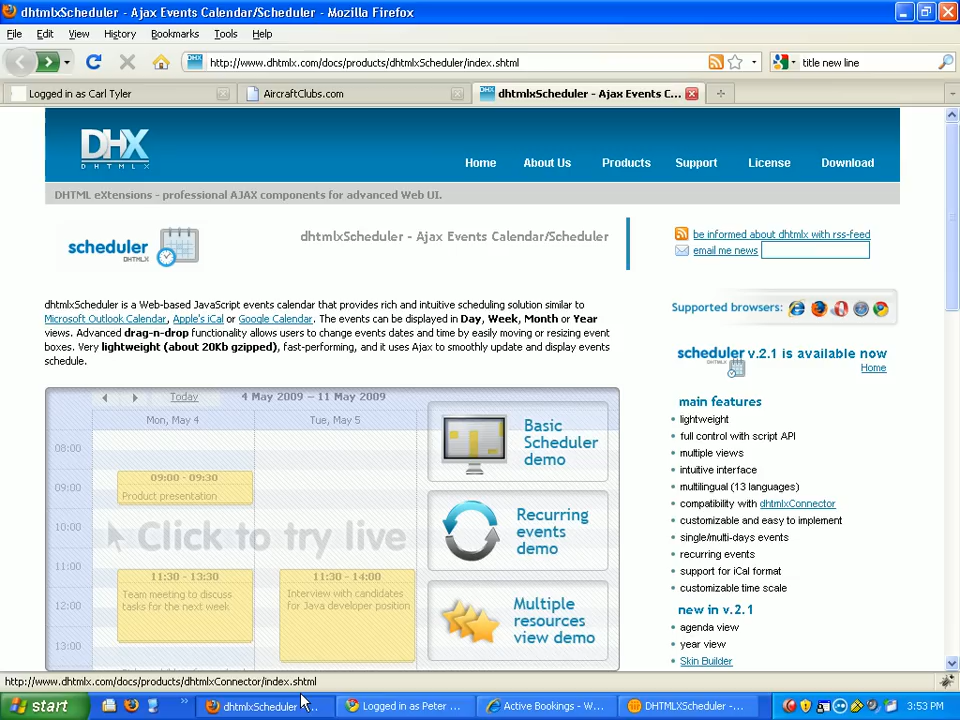 dhtmlxScheduler - Ajax Events Calendar/Scheduler - Mozilla Firefox
File Edit View History Bookmarks Tools Help
DHX http://www.dhtmlx.com/docs/products/dhtmlxScheduler/index.shtml title new line
Logged in as Carl Tyler AircraftClubs.com DHX dhtmlxScheduler - Ajax Events C...
DHX
DHTMLX
Home About Us Products Support License Download
DHTML eXtensions - professional AJAX components for advanced Web UI.
scheduler
DHTMLX
dhtmlxScheduler - Ajax Events Calendar/Scheduler
be informed about dhtmlx with rss-feed
email me news
dhtmlxScheduler is a Web-based JavaScript events calendar that provides rich and intuitive scheduling solution similar to
Microsoft Outlook Calendar, Apple's iCal or Google Calendar. The events can be displayed in Day, Week, Month or Year
views. Advanced drag-n-drop functionality allows users to change events dates and time by easily moving or resizing event
boxes. Very lightweight (about 20Kb gzipped), fast-performing, and it uses Ajax to smoothly update and display events
schedule.
Supported browsers:
scheduler v.2.1 is available now
DHTMLX
Home
main features
lightweight
full control with script API
multiple views
intuitive interface
multilingual (13 languages)
compatibility with dhtmlxConnector
customizable and easy to implement
single/multi-days events
recurring events
support for iCal format
customizable time scale
new in v.2.1
agenda view
year view
Skin Builder
Today 4 May 2009 – 11 May 2009
Mon, May 4 Tue, May 5
08:00
09:00
10:00
11:00
12:00
13:00
09:00 - 09:30
Product presentation
Click to try live
11:30 - 13:30
Team meeting to discuss
tasks for the next week
11:30 - 14:00
Interview with candidates
for Java developer position
Basic
Scheduler
demo
Recurring
events
demo
Multiple
resources
view demo
http://www.dhtmlx.com/docs/products/dhtmlxConnector/index.shtml
start dhtmlxScheduler ... Logged in as Peter ... Active Bookings - W... DHTMLXScheduler -... 3:53 PM